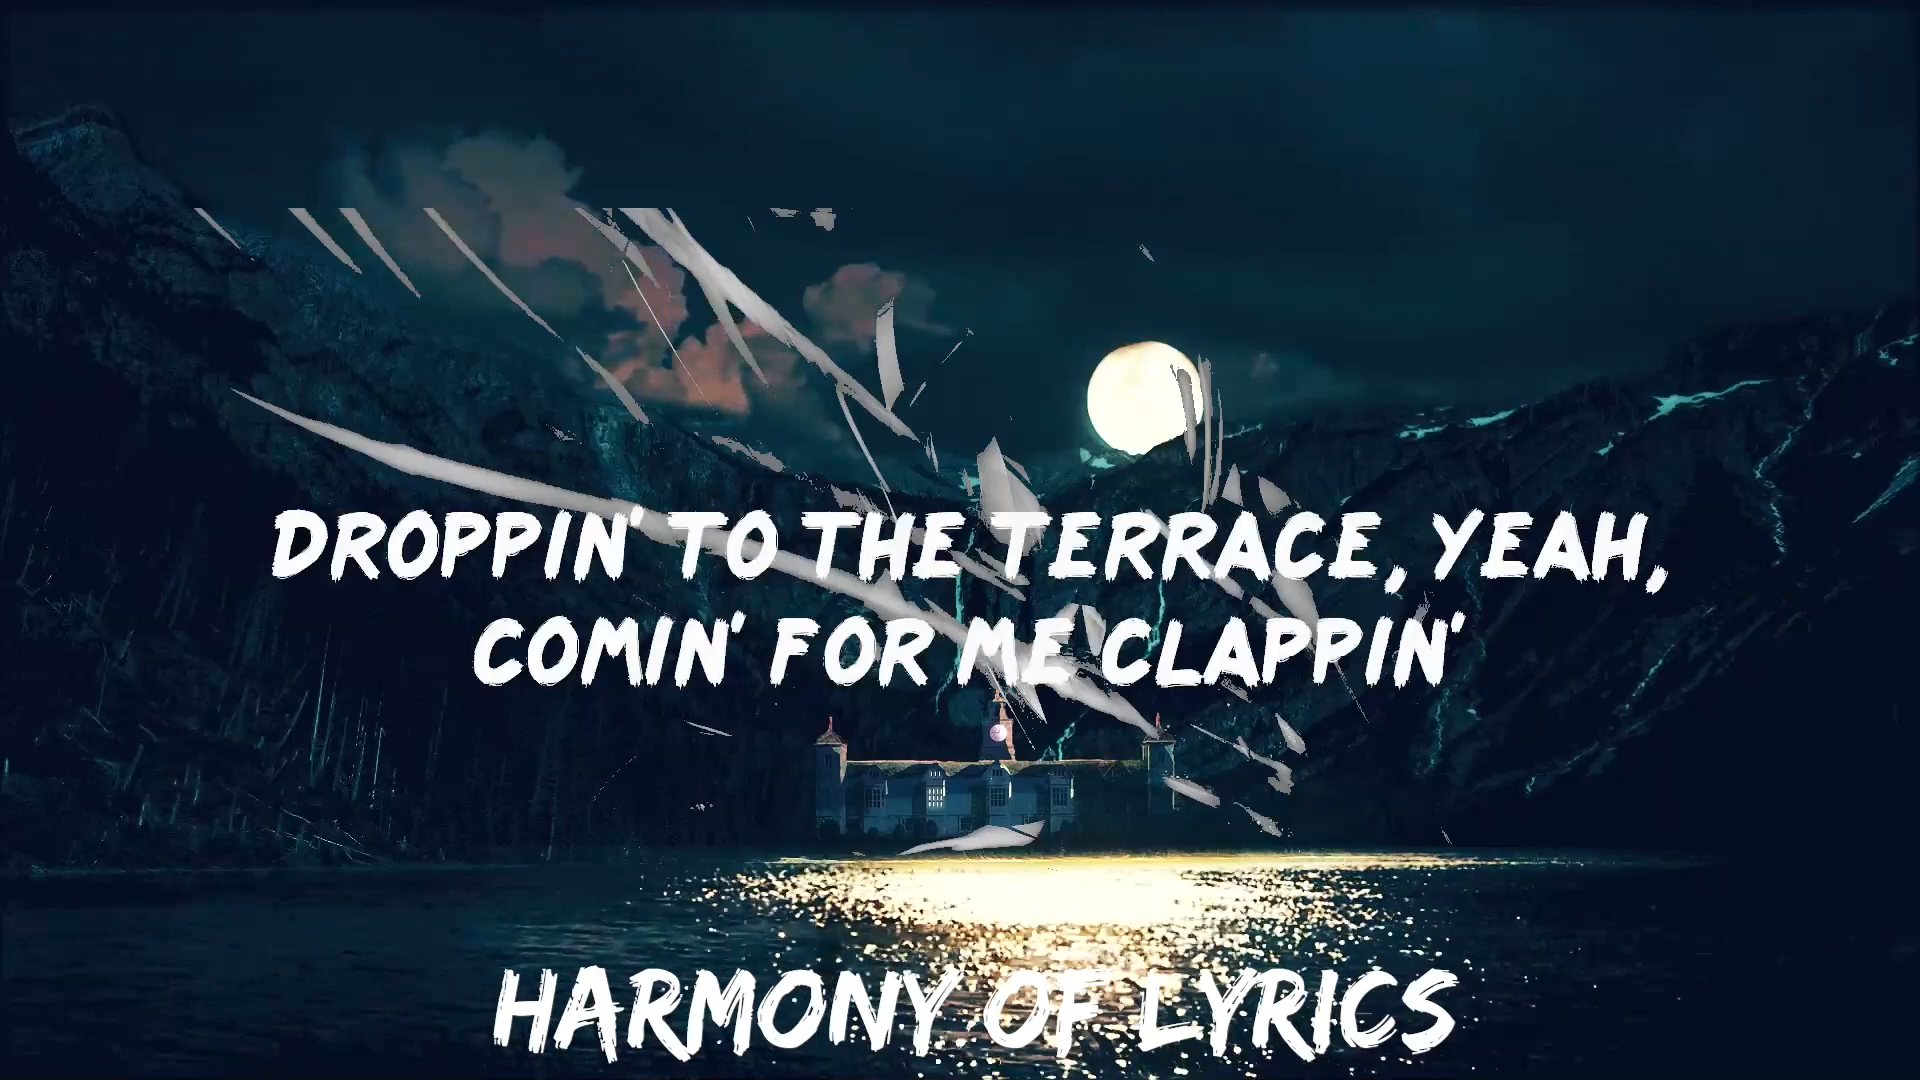 DROPPIN' TO THE TERRACE, YEAH,
COMIN' FOR ME CLAPPIN'
HARMONY OF LYRICS